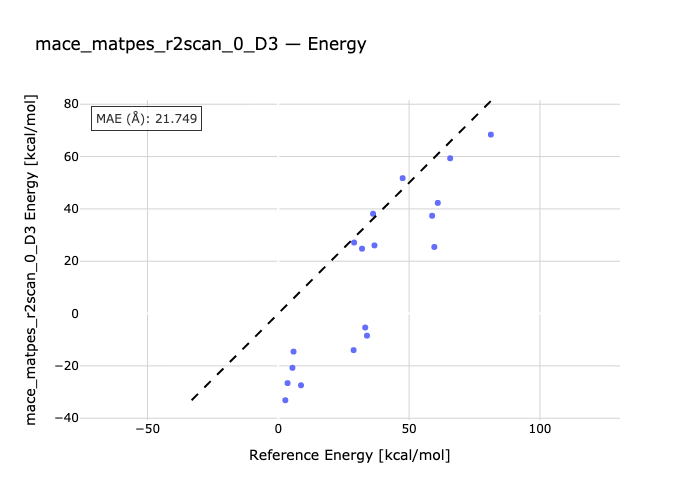 mace_matpes_r2scan_0_D3 — Energy
MAE (Å): 21.749
mace_matpes_r2scan_0_D3 Energy [kcal/mol]
80
60
40
20
0
−20
−40
−50
0
50
100
Reference Energy [kcal/mol]